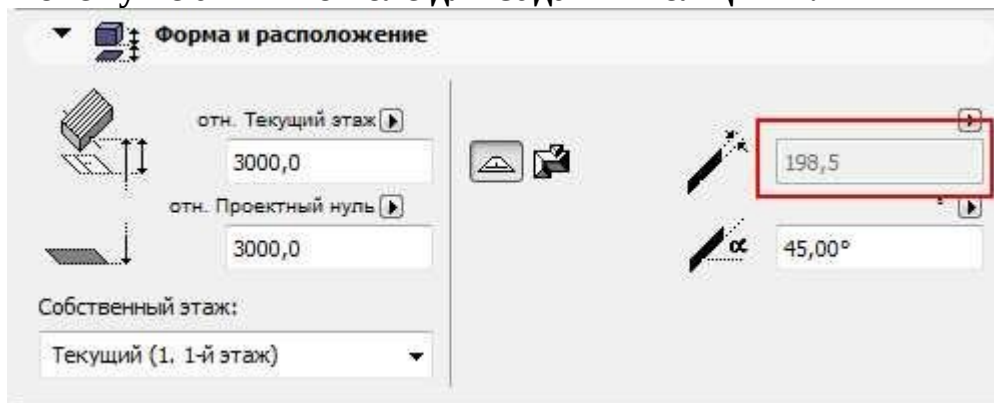 Форма и расположение
отн. Текущий этаж
3000,0
198,5
отн. Проектный нуль
3000,0
α
45,00°
Собственный этаж:
Текущий (1. 1-й этаж)